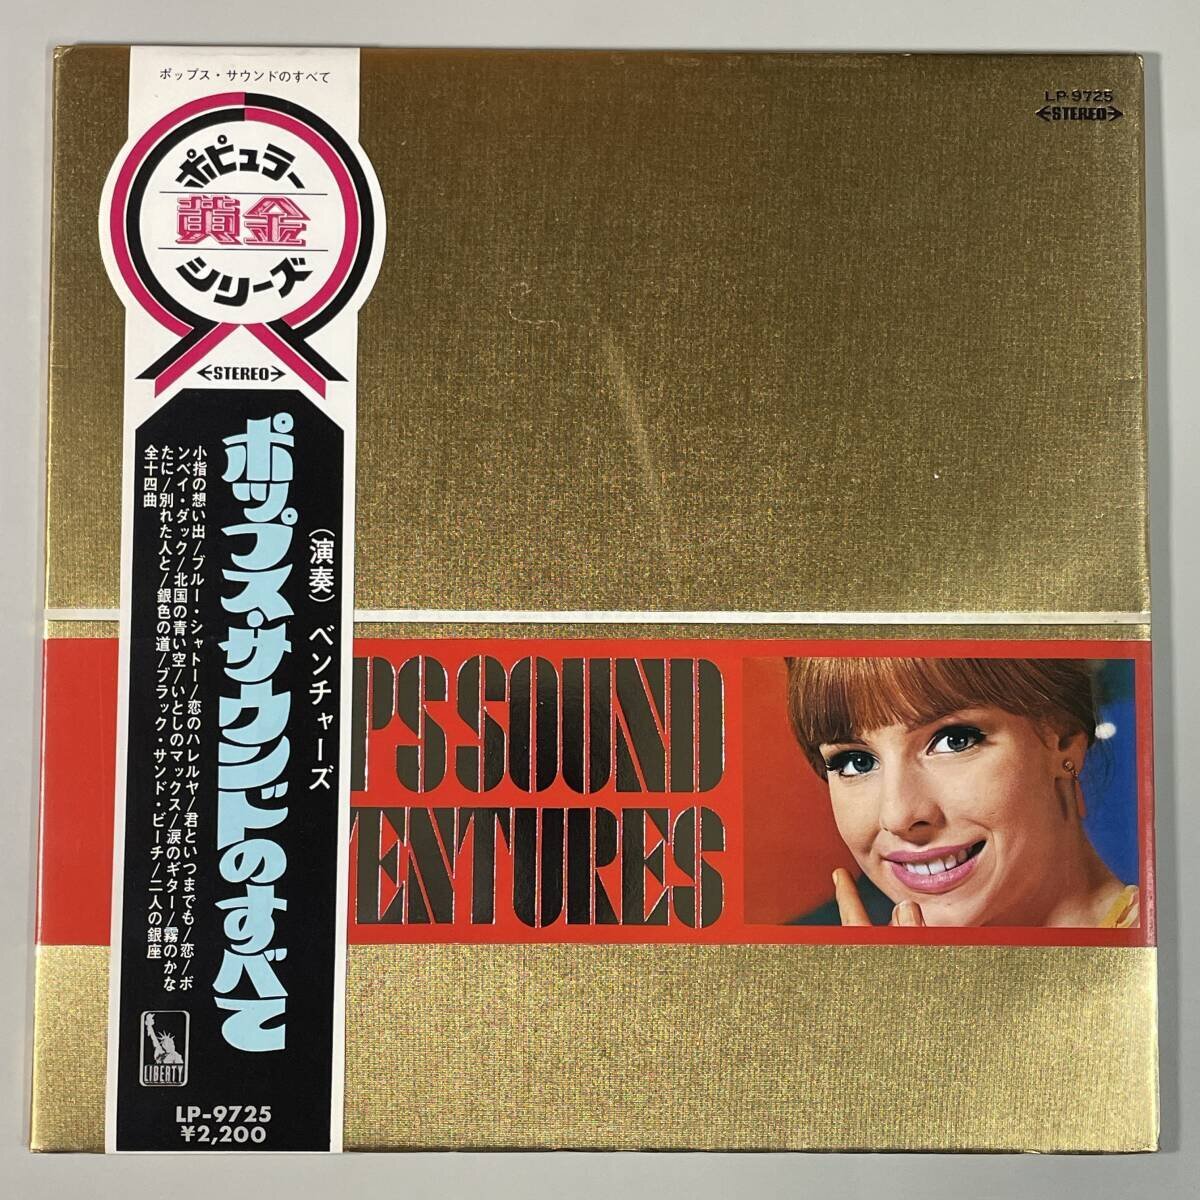 ポップス・サウンドのすべて
ポピュラー
黄金
シリーズ
STEREO
ポップス・サウンドのすべて
(演奏) ベンチャーズ
小指の想い出/ブルー・シャトー/恋のハレルヤ/君といつまでも/恋/ボ
ンベイ・ダック/北国の青い空/いとしのマックス/涙のギター/霧のかな
たに/別れた人と/銀色の道/ブラック・サンド・ビーチ/二人の銀座
全十四曲
LIBERTY
LP-9725
¥2,200
LP-9725
STEREO
PS SOUND
ENTURES